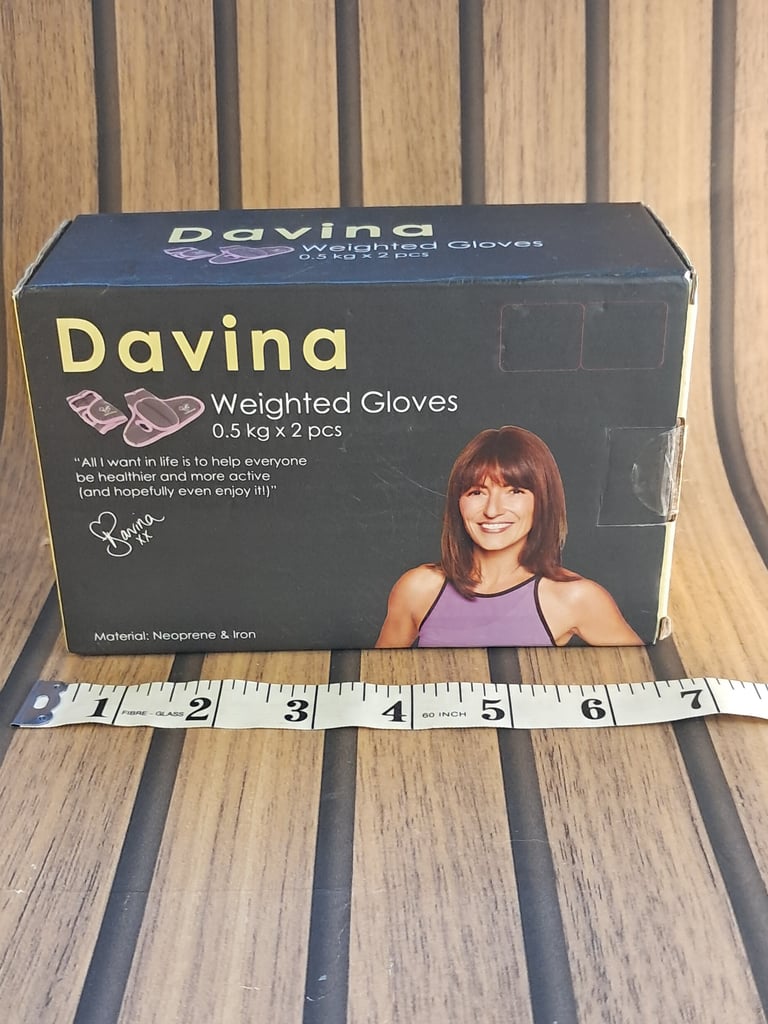 Davina
Weighted Gloves
0.5 kg x 2 pcs
Davina
Weighted Gloves
0.5 kg x 2 pcs
"All I want in life is to help everyone
be healthier and more active
(and hopefully even enjoy it!)"
Davina
xx
Material: Neoprene & Iron
1 FIBRE-GLASS 2 3 4 60 INCH 5 6 7